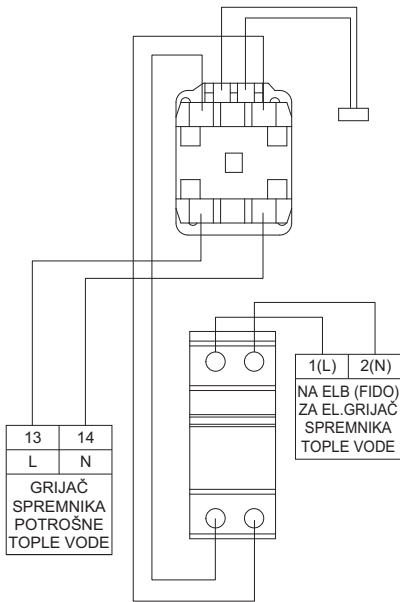 1(L) 2(N)
NA ELB (FIDO)
ZA EL.GRIJAČ
SPREMNIKA
TOPLE VODE
13 14
L N
GRIJAČ
SPREMNIKA
POTROŠNE
TOPLE VODE